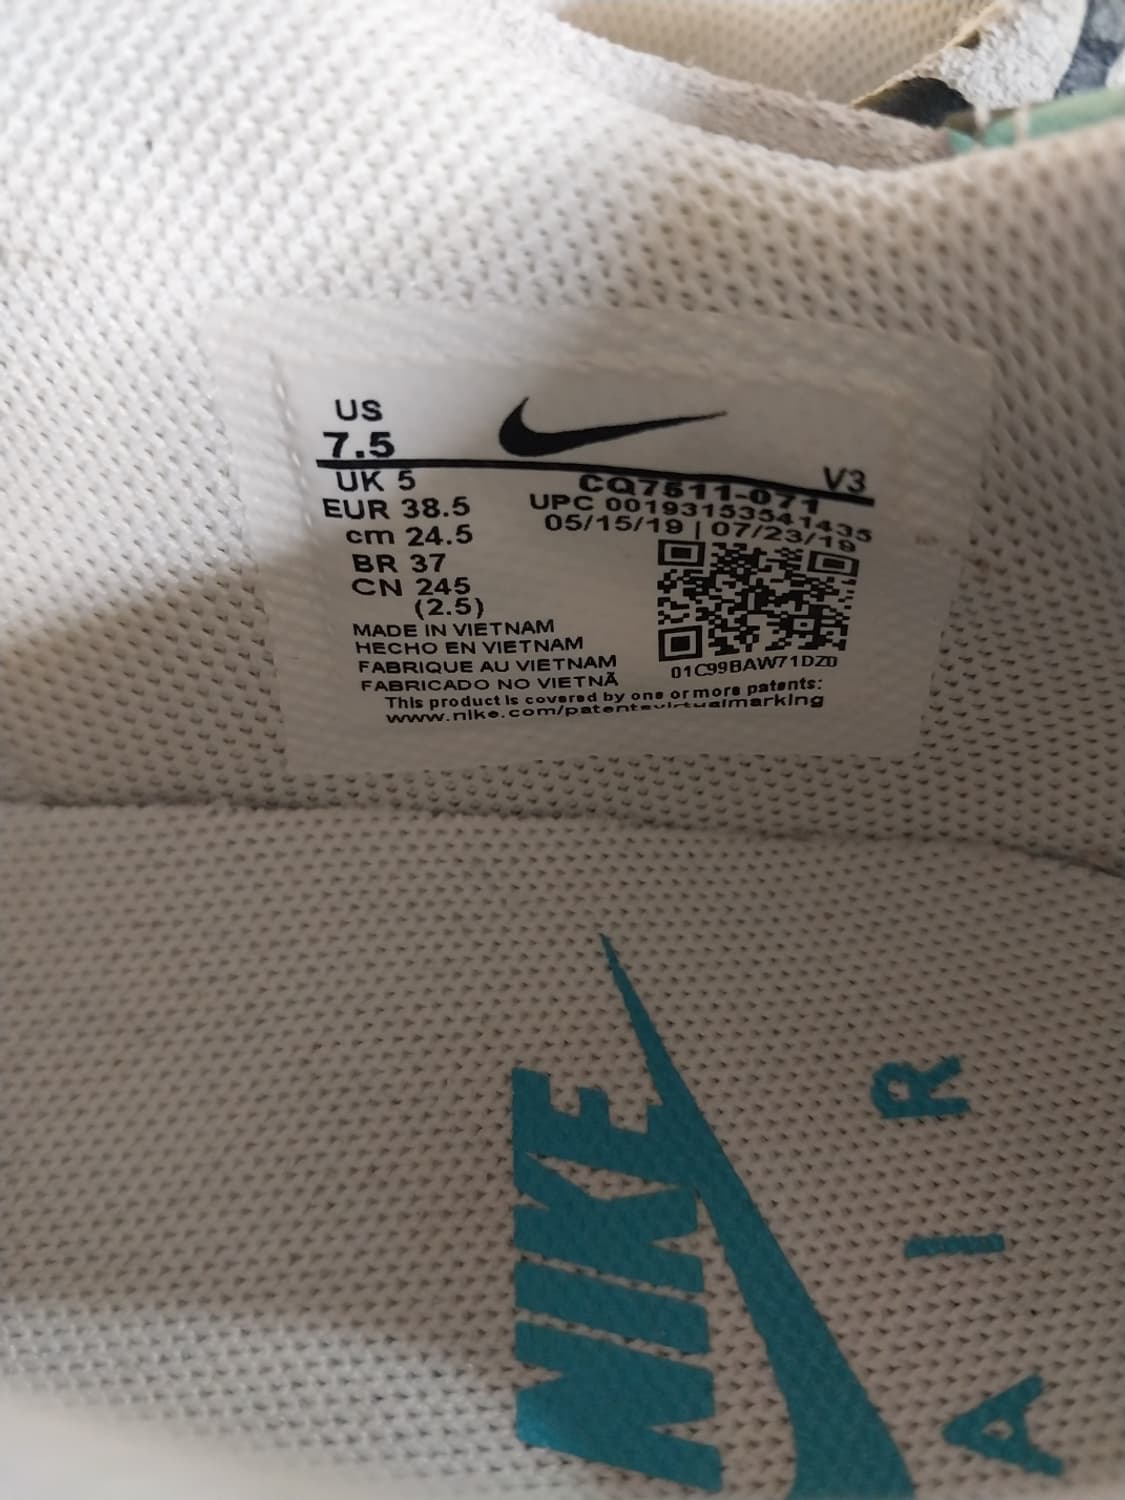 US
7.5
UK 5
EUR 38.5
cm 24.5
BR 37
CN 245
(2.5)
V3
CQ7511-071
UPC 00193153541435
05/15/19 | 07/23/19
01C99BAW71DZ0
MADE IN VIETNAM
HECHO EN VIETNAM
FABRIQUE AU VIETNAM
FABRICADO NO VIETNÃ
This product is covered by one or more patents:
www.nike.com/patentsvirtualmarking
NIKE
AIR